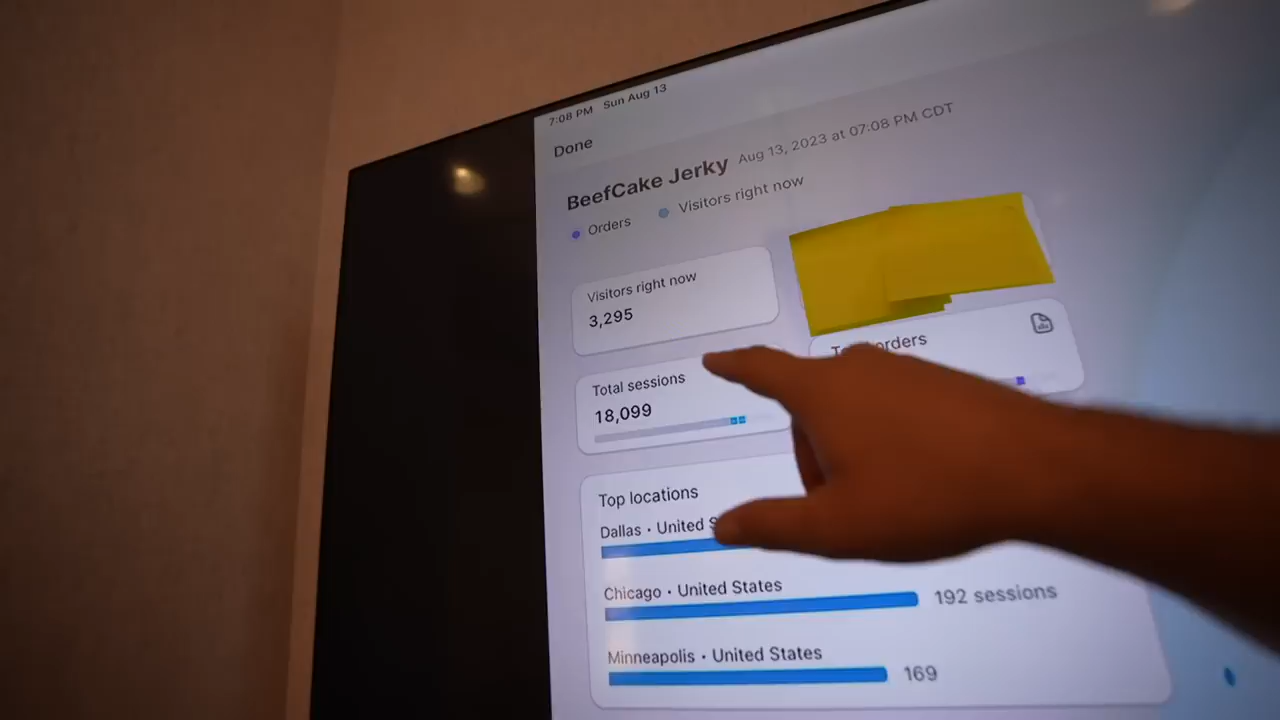 7:08 PM Sun Aug 13
Done
BeefCake Jerky Aug 13, 2023 at 07:08 PM CDT
Orders Visitors right now
Visitors right now
3,295
orders
Total sessions
18,099
Top locations
Dallas · United
Chicago · United States
192 sessions
Minneapolis · United States
169